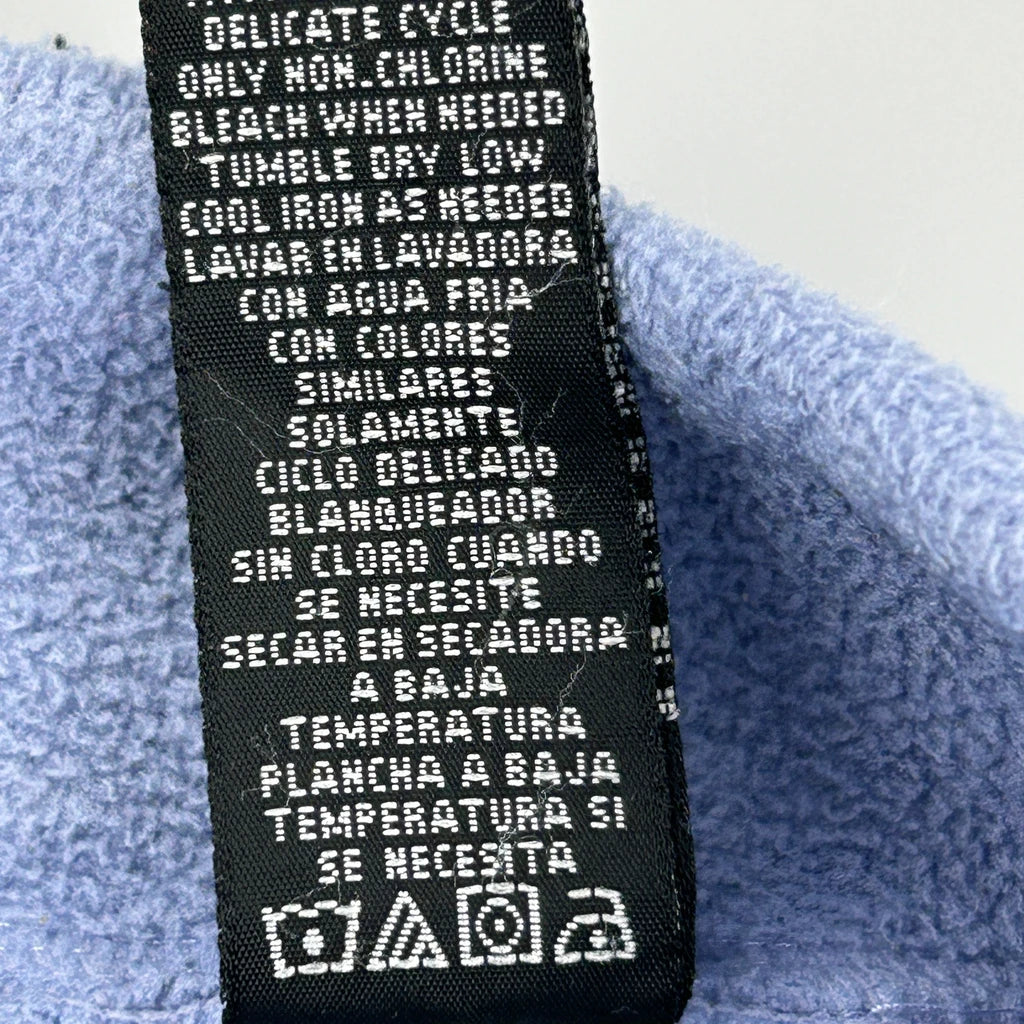 DELICATE CYCLE
ONLY NON-CHLORINE
BLEACH WHEN NEEDED
TUMBLE DRY LOW
COOL IRON AS NEEDED
LAVAR EN LAVADORA
CON AGUA FRIA
CON COLORES
SIMILARES
SOLAMENTE
CICLO DELICADO
BLANQUEADOR
SIN CLORO CUANDO
SE NECESITE
SECAR EN SECADORA
A BAJA
TEMPERATURA
PLANCHA A BAJA
TEMPERATURA SI
SE NECESITA